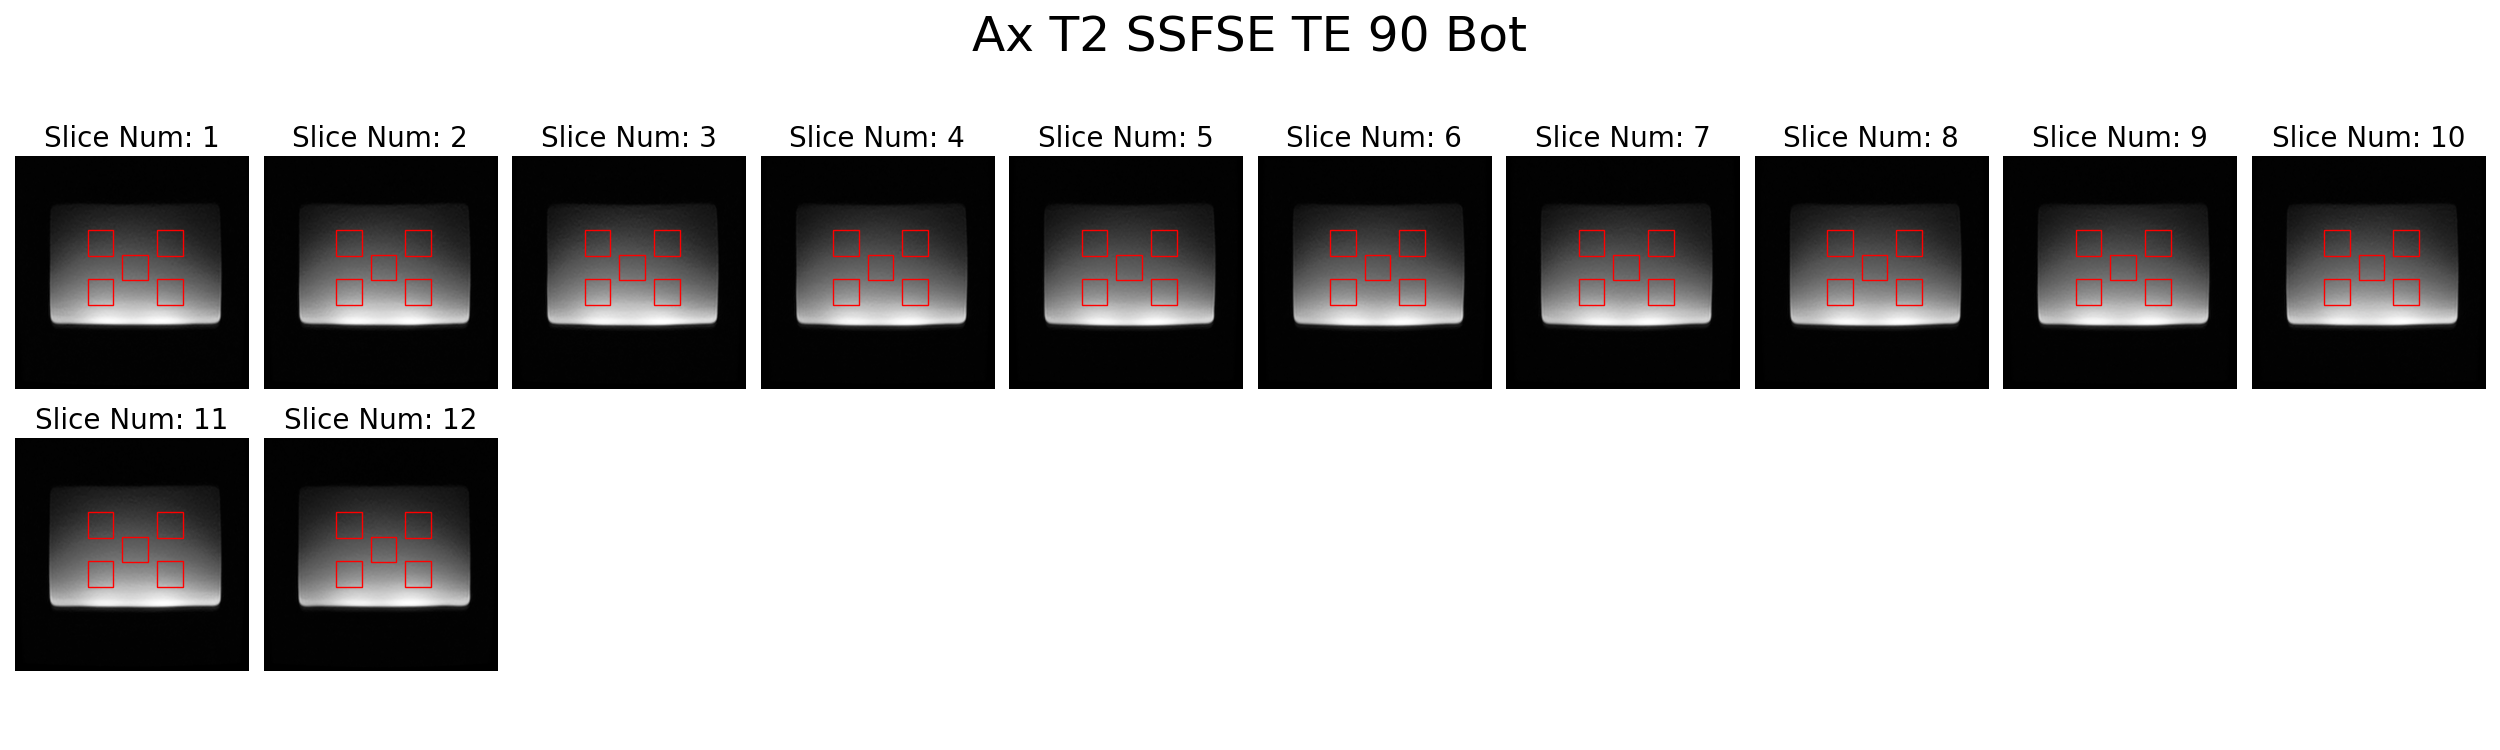 Ax T2 SSFSE TE 90 Bot
Slice Num: 1
Slice Num: 2
Slice Num: 3
Slice Num: 4
Slice Num: 5
Slice Num: 6
Slice Num: 7
Slice Num: 8
Slice Num: 9
Slice Num: 10
Slice Num: 11
Slice Num: 12